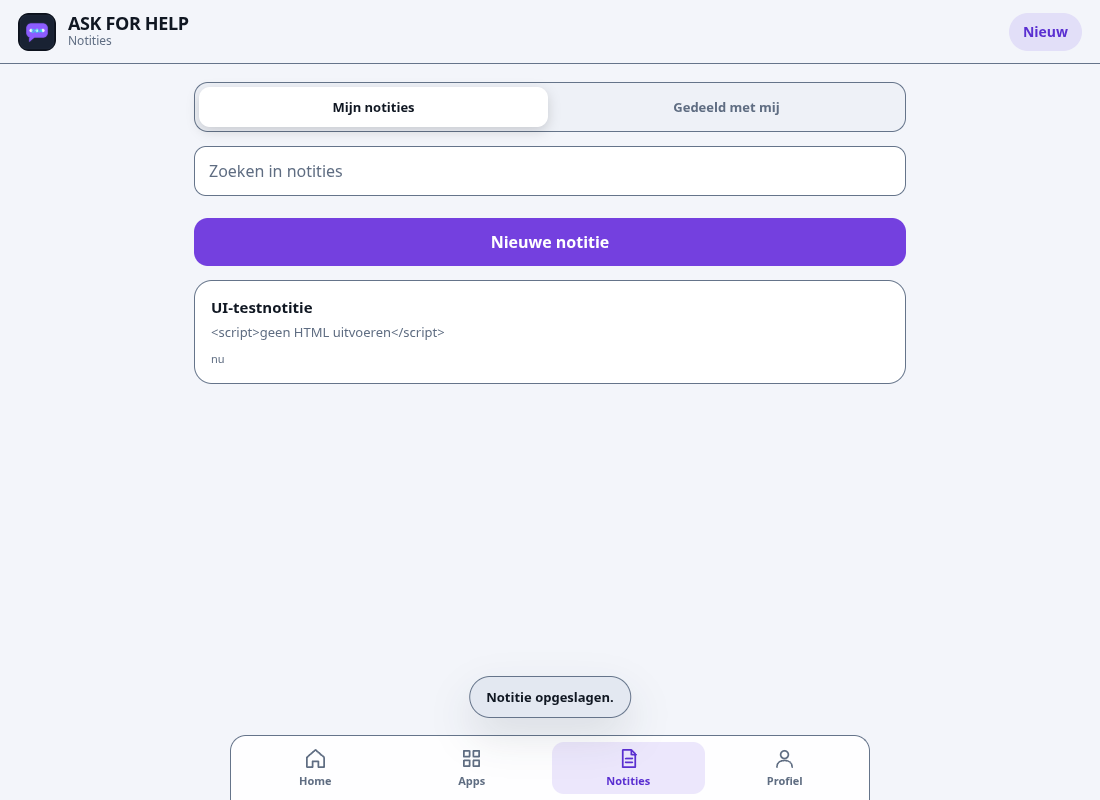 ASK FOR HELP
Notities
Nieuw
Mijn notities
Gedeeld met mij
Zoeken in notities
Nieuwe notitie
UI-testnotitie
<script>geen HTML uitvoeren</script>
nu
Notitie opgeslagen.
Home
Apps
Notities
Profiel